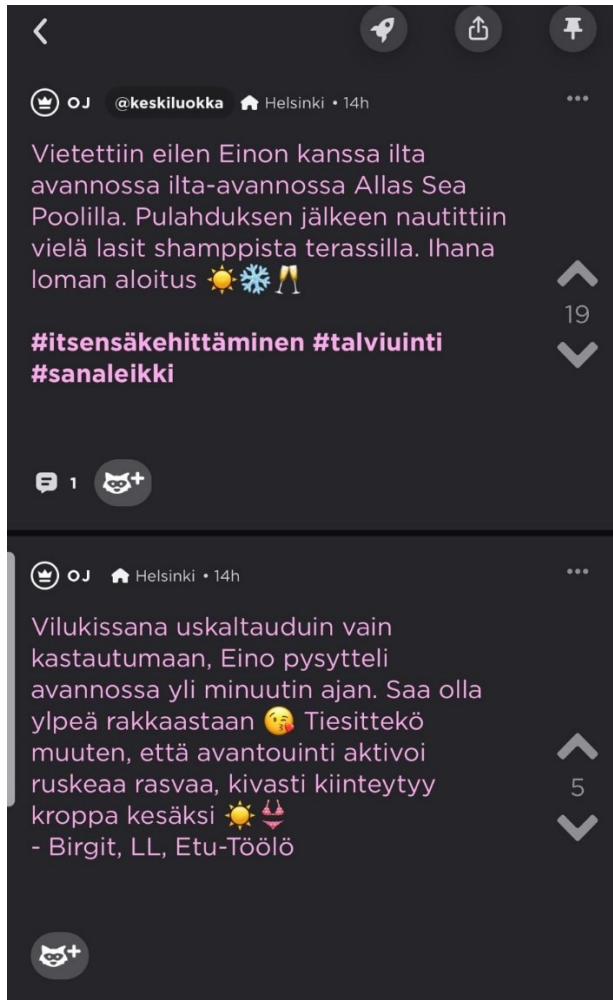 OJ @keskiluokka Helsinki • 14h
Vietettiin eilen Einon kanssa ilta
avannossa ilta-avannossa Allas Sea
Poolilla. Pulahduksen jälkeen nautittiin
vielä lasit shamppista terassilla. Ihana
loman aloitus ☀️❄️🥂
19
#itsensäkehittäminen #talviuinti
#sanaleikki
1
OJ Helsinki • 14h
Vilukissana uskaltauduin vain
kastautumaan, Eino pysytteli
avannossa yli minuutin ajan. Saa olla
ylpeä rakkaastaan 😘 Tiesittekö
muuten, että avantouinti aktivoi
ruskeaa rasvaa, kivasti kiinteytyy
kroppa kesäksi ☀️👙
- Birgit, LL, Etu-Töölö
5